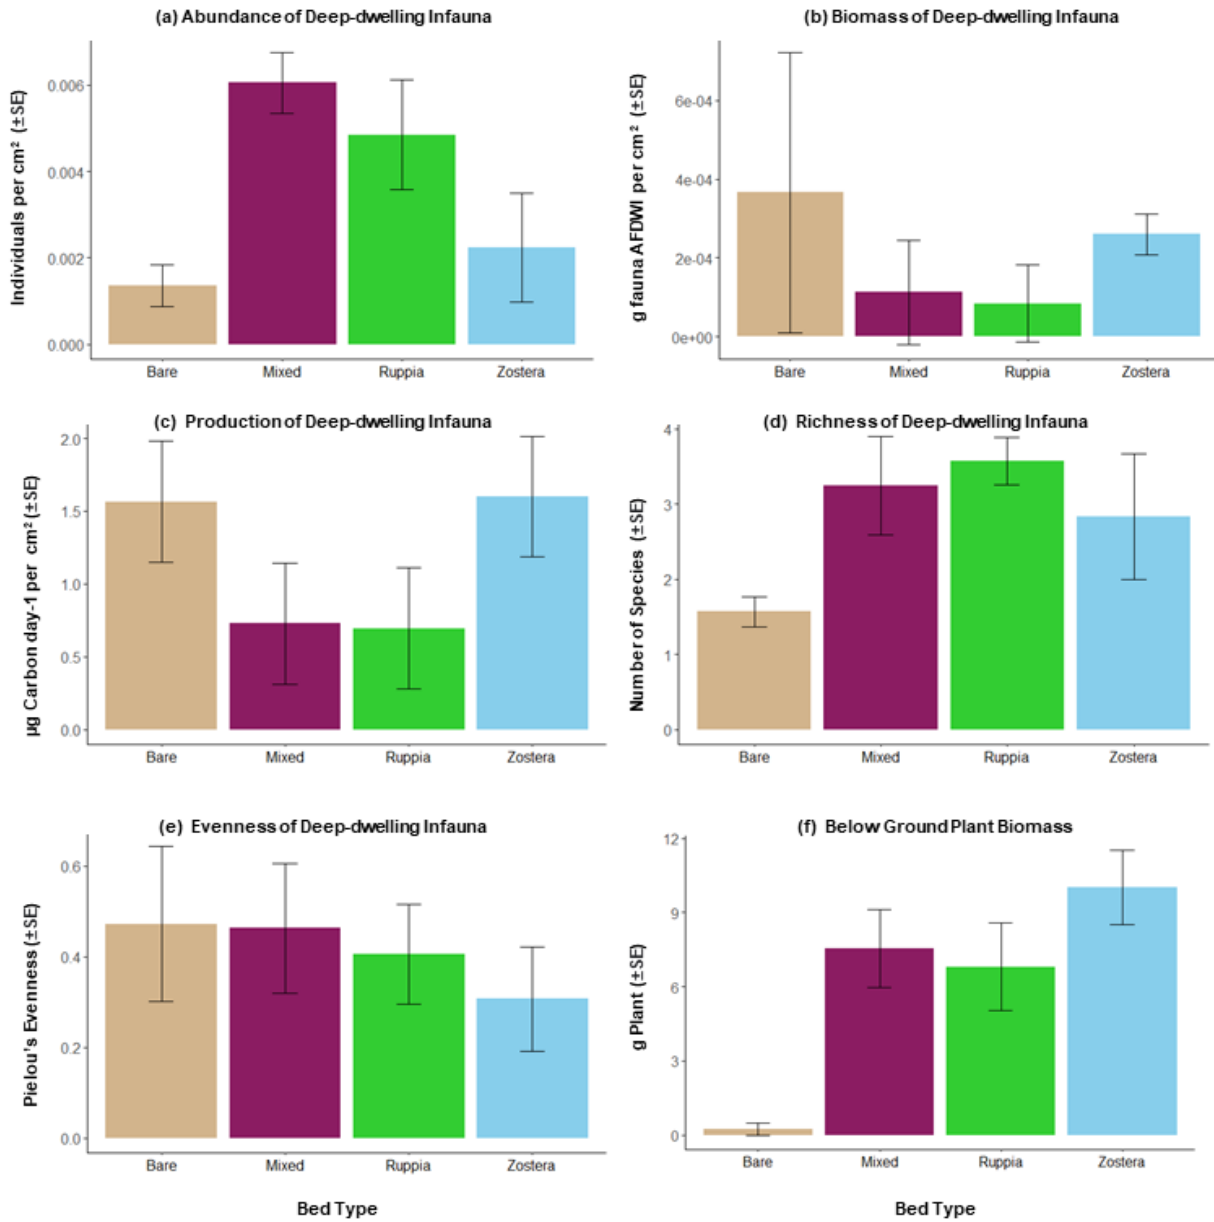 (a) Abundance of Deep-dwelling Infauna
Individuals per cm² (±SE)
0.006
0.004
0.002
0.000
Bare Mixed Ruppia Zostera
(b) Biomass of Deep-dwelling Infauna
g fauna AFDWI per cm² (±SE)
6e-04
4e-04
2e-04
0e+00
Bare Mixed Ruppia Zostera
(c) Production of Deep-dwelling Infauna
µg Carbon day-1 per cm² (±SE)
2.0
1.5
1.0
0.5
0.0
Bare Mixed Ruppia Zostera
(d) Richness of Deep-dwelling Infauna
Number of Species (±SE)
4
3
2
1
0
Bare Mixed Ruppia Zostera
(e) Evenness of Deep-dwelling Infauna
Pielou's Evenness (±SE)
0.6
0.4
0.2
0.0
Bare Mixed Ruppia Zostera
Bed Type
(f) Below Ground Plant Biomass
g Plant (±SE)
12
9
6
3
0
Bare Mixed Ruppia Zostera
Bed Type